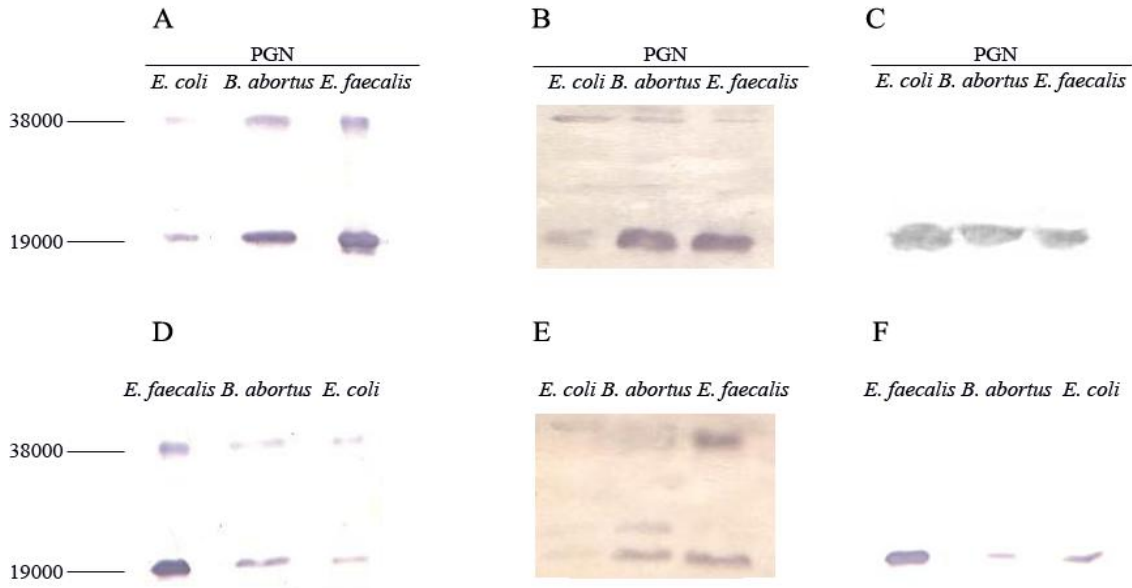 A
B
C
PGN
PGN
PGN
E. coli B. abortus E. faecalis
E. coli B. abortus E. faecalis
E. coli B. abortus E. faecalis
38000
19000
D
E
F
E. faecalis B. abortus E. coli
E. coli B. abortus E. faecalis
E. faecalis B. abortus E. coli
38000
19000